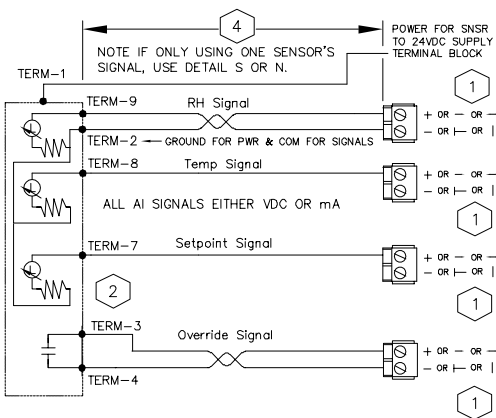 4
POWER FOR SNSR
TO 24VDC SUPPLY
TERMINAL BLOCK
NOTE IF ONLY USING ONE SENSOR'S
SIGNAL, USE DETAIL S OR N.
TERM-1
1
TERM-9
RH Signal
+ OR - OR -
- OR ⊢ OR |
TERM-2
GROUND FOR PWR & COM FOR SIGNALS
TERM-8
Temp Signal
+ OR - OR -
- OR ⊢ OR |
ALL AI SIGNALS EITHER VDC OR mA
1
TERM-7
Setpoint Signal
+ OR - OR -
- OR ⊢ OR |
2
1
TERM-3
Override Signal
+ OR - OR -
- OR ⊢ OR |
TERM-4
1